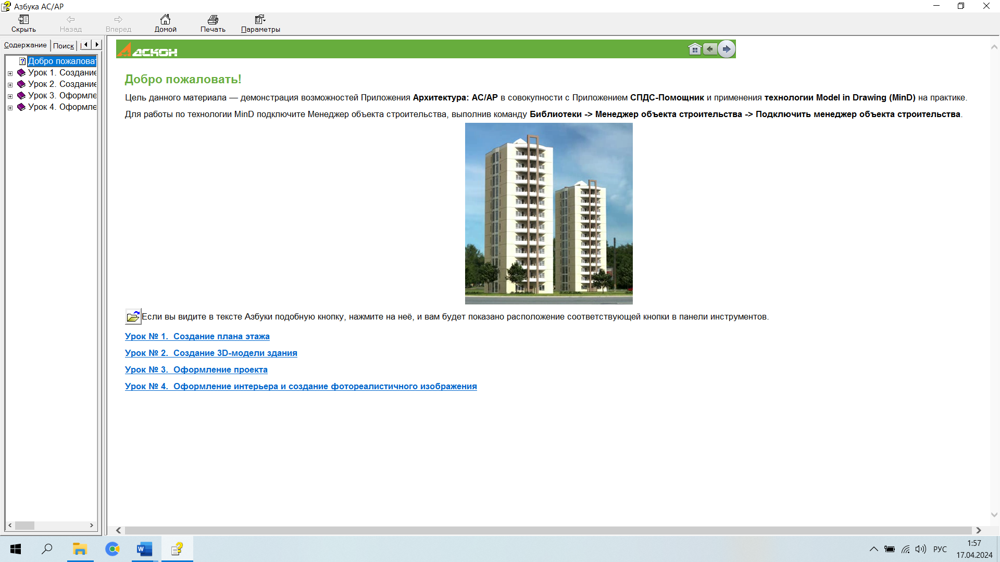 Азбука АС/АР
Скрыть
Назад
Вперед
Домой
Печать
Параметры
Содержание
Поиск
Добро пожаловат
Урок 1. Создание
Урок 2. Создание
Урок 3. Оформле
Урок 4. Оформле
АСКОН
Добро пожаловать!
Цель данного материала — демонстрация возможностей Приложения Архитектура: АС/АР в совокупности с Приложением СПДС-Помощник и применения технологии Model in Drawing (MinD) на практике.
Для работы по технологии MinD подключите Менеджер объекта строительства, выполнив команду Библиотеки -> Менеджер объекта строительства -> Подключить менеджер объекта строительства.
Если вы видите в тексте Азбуки подобную кнопку, нажмите на неё, и вам будет показано расположение соответствующей кнопки в панели инструментов.
Урок № 1.  Создание плана этажа
Урок № 2.  Создание 3D-модели здания
Урок № 3.  Оформление проекта
Урок № 4.  Оформление интерьера и создание фотореалистичного изображения
W
РУС
1:57
17.04.2024